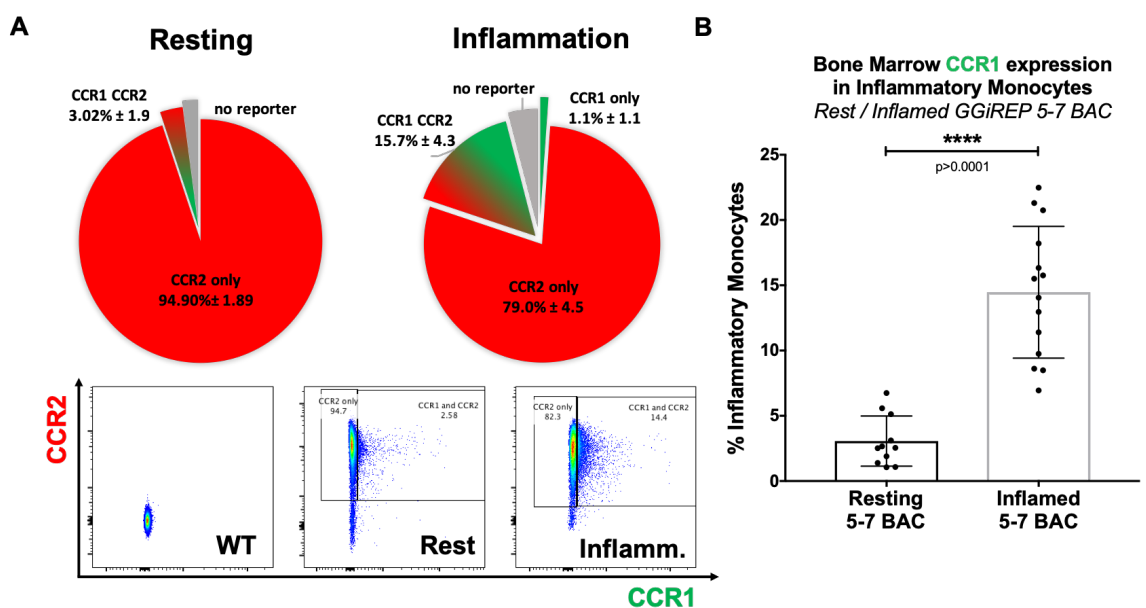 A
Resting
CCR1 CCR2
3.02% ± 1.9
no reporter
CCR2 only
94.90%± 1.89
Inflammation
no reporter
CCR1 only
1.1% ± 1.1
CCR1 CCR2
15.7% ± 4.3
CCR2 only
79.0% ± 4.5
CCR2
WT
CCR2 only
94.7
CCR1 and CCR2
2.58
Rest
CCR2 only
82.3
CCR1 and CCR2
14.4
Inflamm.
CCR1
B
Bone Marrow CCR1 expression
in Inflammatory Monocytes
Rest / Inflamed GGiREP 5-7 BAC
****
p>0.0001
% Inflammatory Monocytes
25
20
15
10
5
0
Resting
5-7 BAC
Inflamed
5-7 BAC